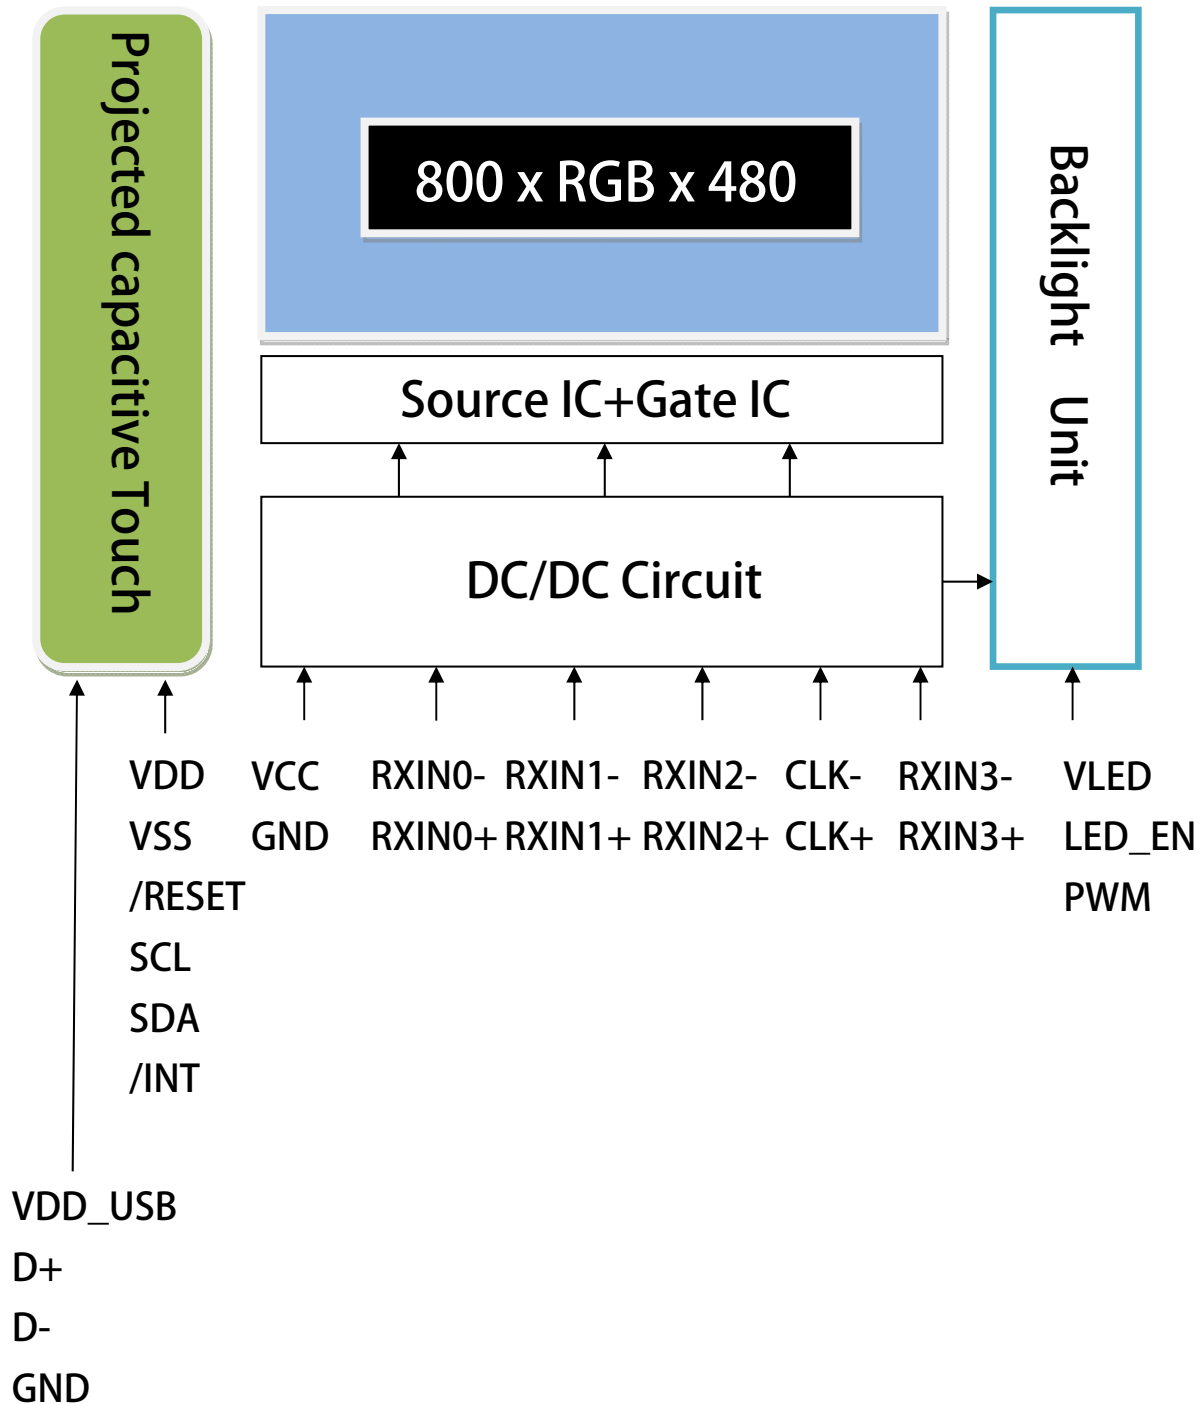 Projected capacitive Touch
800 x RGB x 480
Backlight Unit
Source IC+Gate IC
DC/DC Circuit
VDD VCC RXIN0- RXIN1- RXIN2- CLK- RXIN3- VLED
VSS GND RXIN0+ RXIN1+ RXIN2+ CLK+ RXIN3+ LED_EN
/RESET PWM
SCL
SDA
/INT
VDD_USB
D+
D-
GND